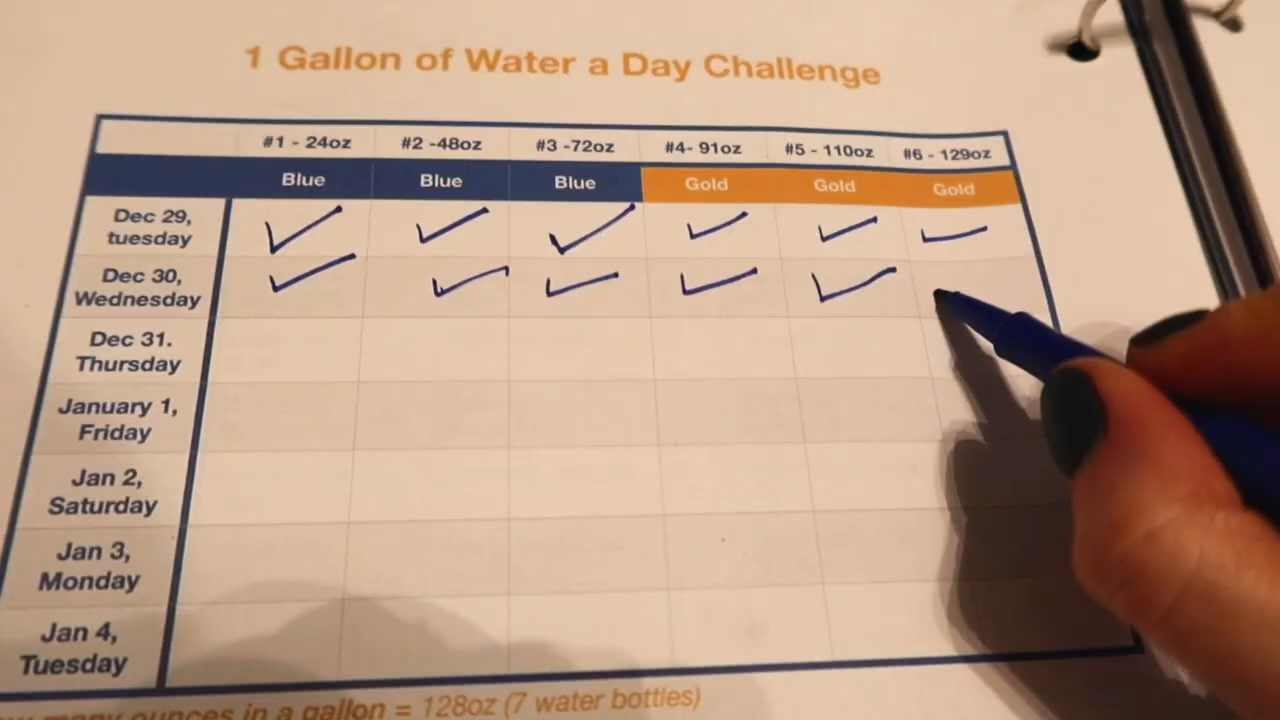 1 Gallon of Water a Day Challenge
#1 - 24oz #2 -48oz #3 -72oz #4- 91oz #5 - 110oz #6 - 129oz
Blue Blue Blue Gold Gold Gold
Dec 29,
tuesday
Dec 30,
Wednesday
Dec 31.
Thursday
January 1,
Friday
Jan 2,
Saturday
Jan 3,
Monday
Jan 4,
Tuesday
many ounces in a gallon = 128oz (7 water bottles)